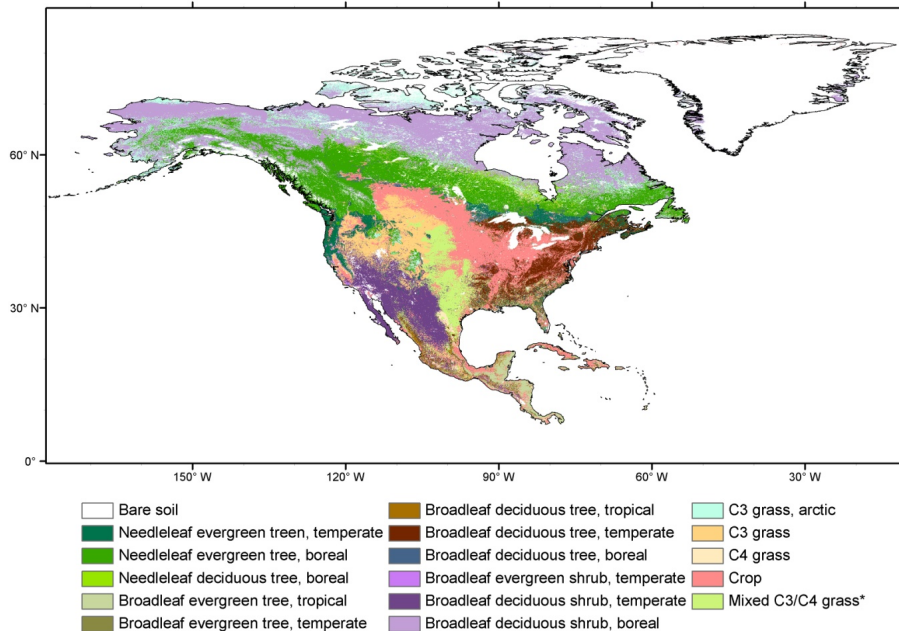 60° N
30° N
0°
150° W
120° W
90° W
60° W
30° W
Bare soil
Needleleaf evergreen treen, temperate
Needleleaf evergreen tree, boreal
Needleleaf deciduous tree, boreal
Broadleaf evergreen tree, tropical
Broadleaf evergreen tree, temperate
Broadleaf deciduous tree, tropical
Broadleaf deciduous tree, temperate
Broadleaf deciduous tree, boreal
Broadleaf evergreen shrub, temperate
Broadleaf deciduous shrub, temperate
Broadleaf deciduous shrub, boreal
C3 grass, arctic
C3 grass
C4 grass
Crop
Mixed C3/C4 grass*